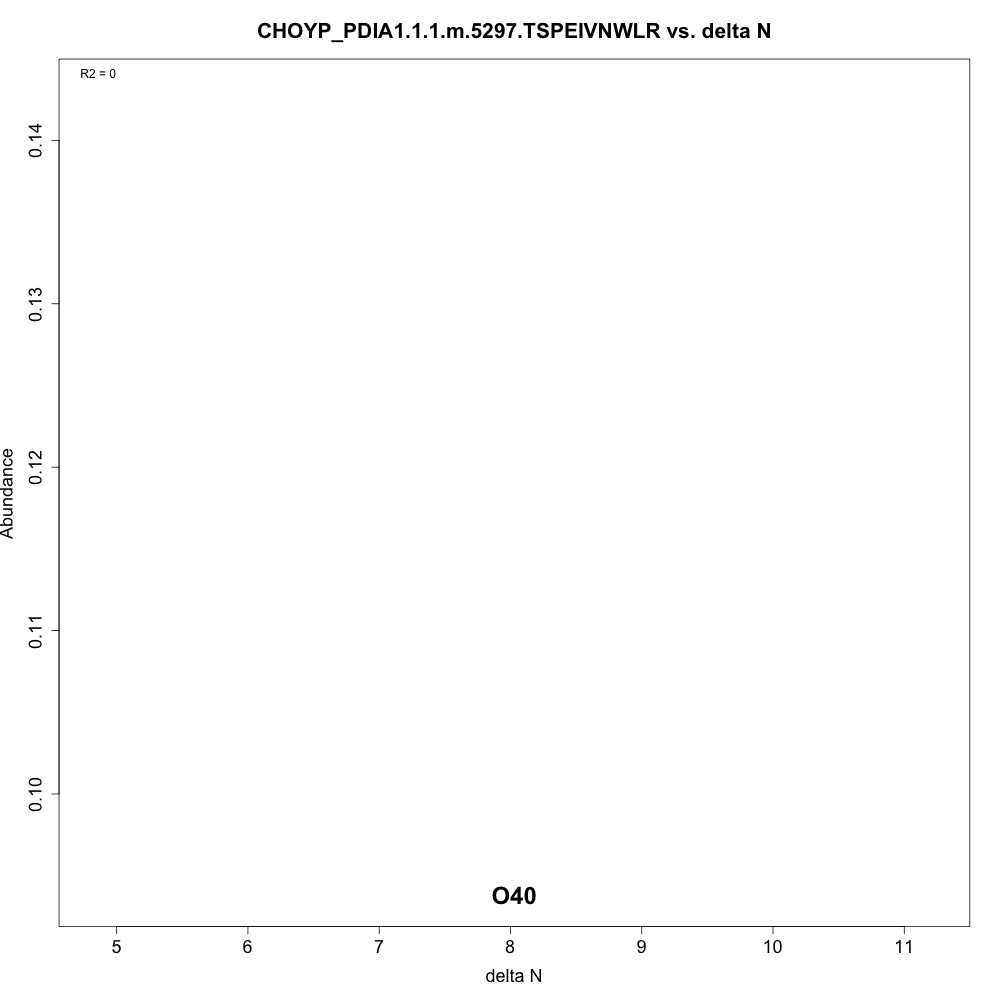 CHOYP_PDIA1.1.1.m.5297.TSPEIVNWLR vs. delta N
R2 = 0
0.14
0.13
0.12
Abundance
0.11
0.10
O40
5 6 7 8 9 10 11
delta N